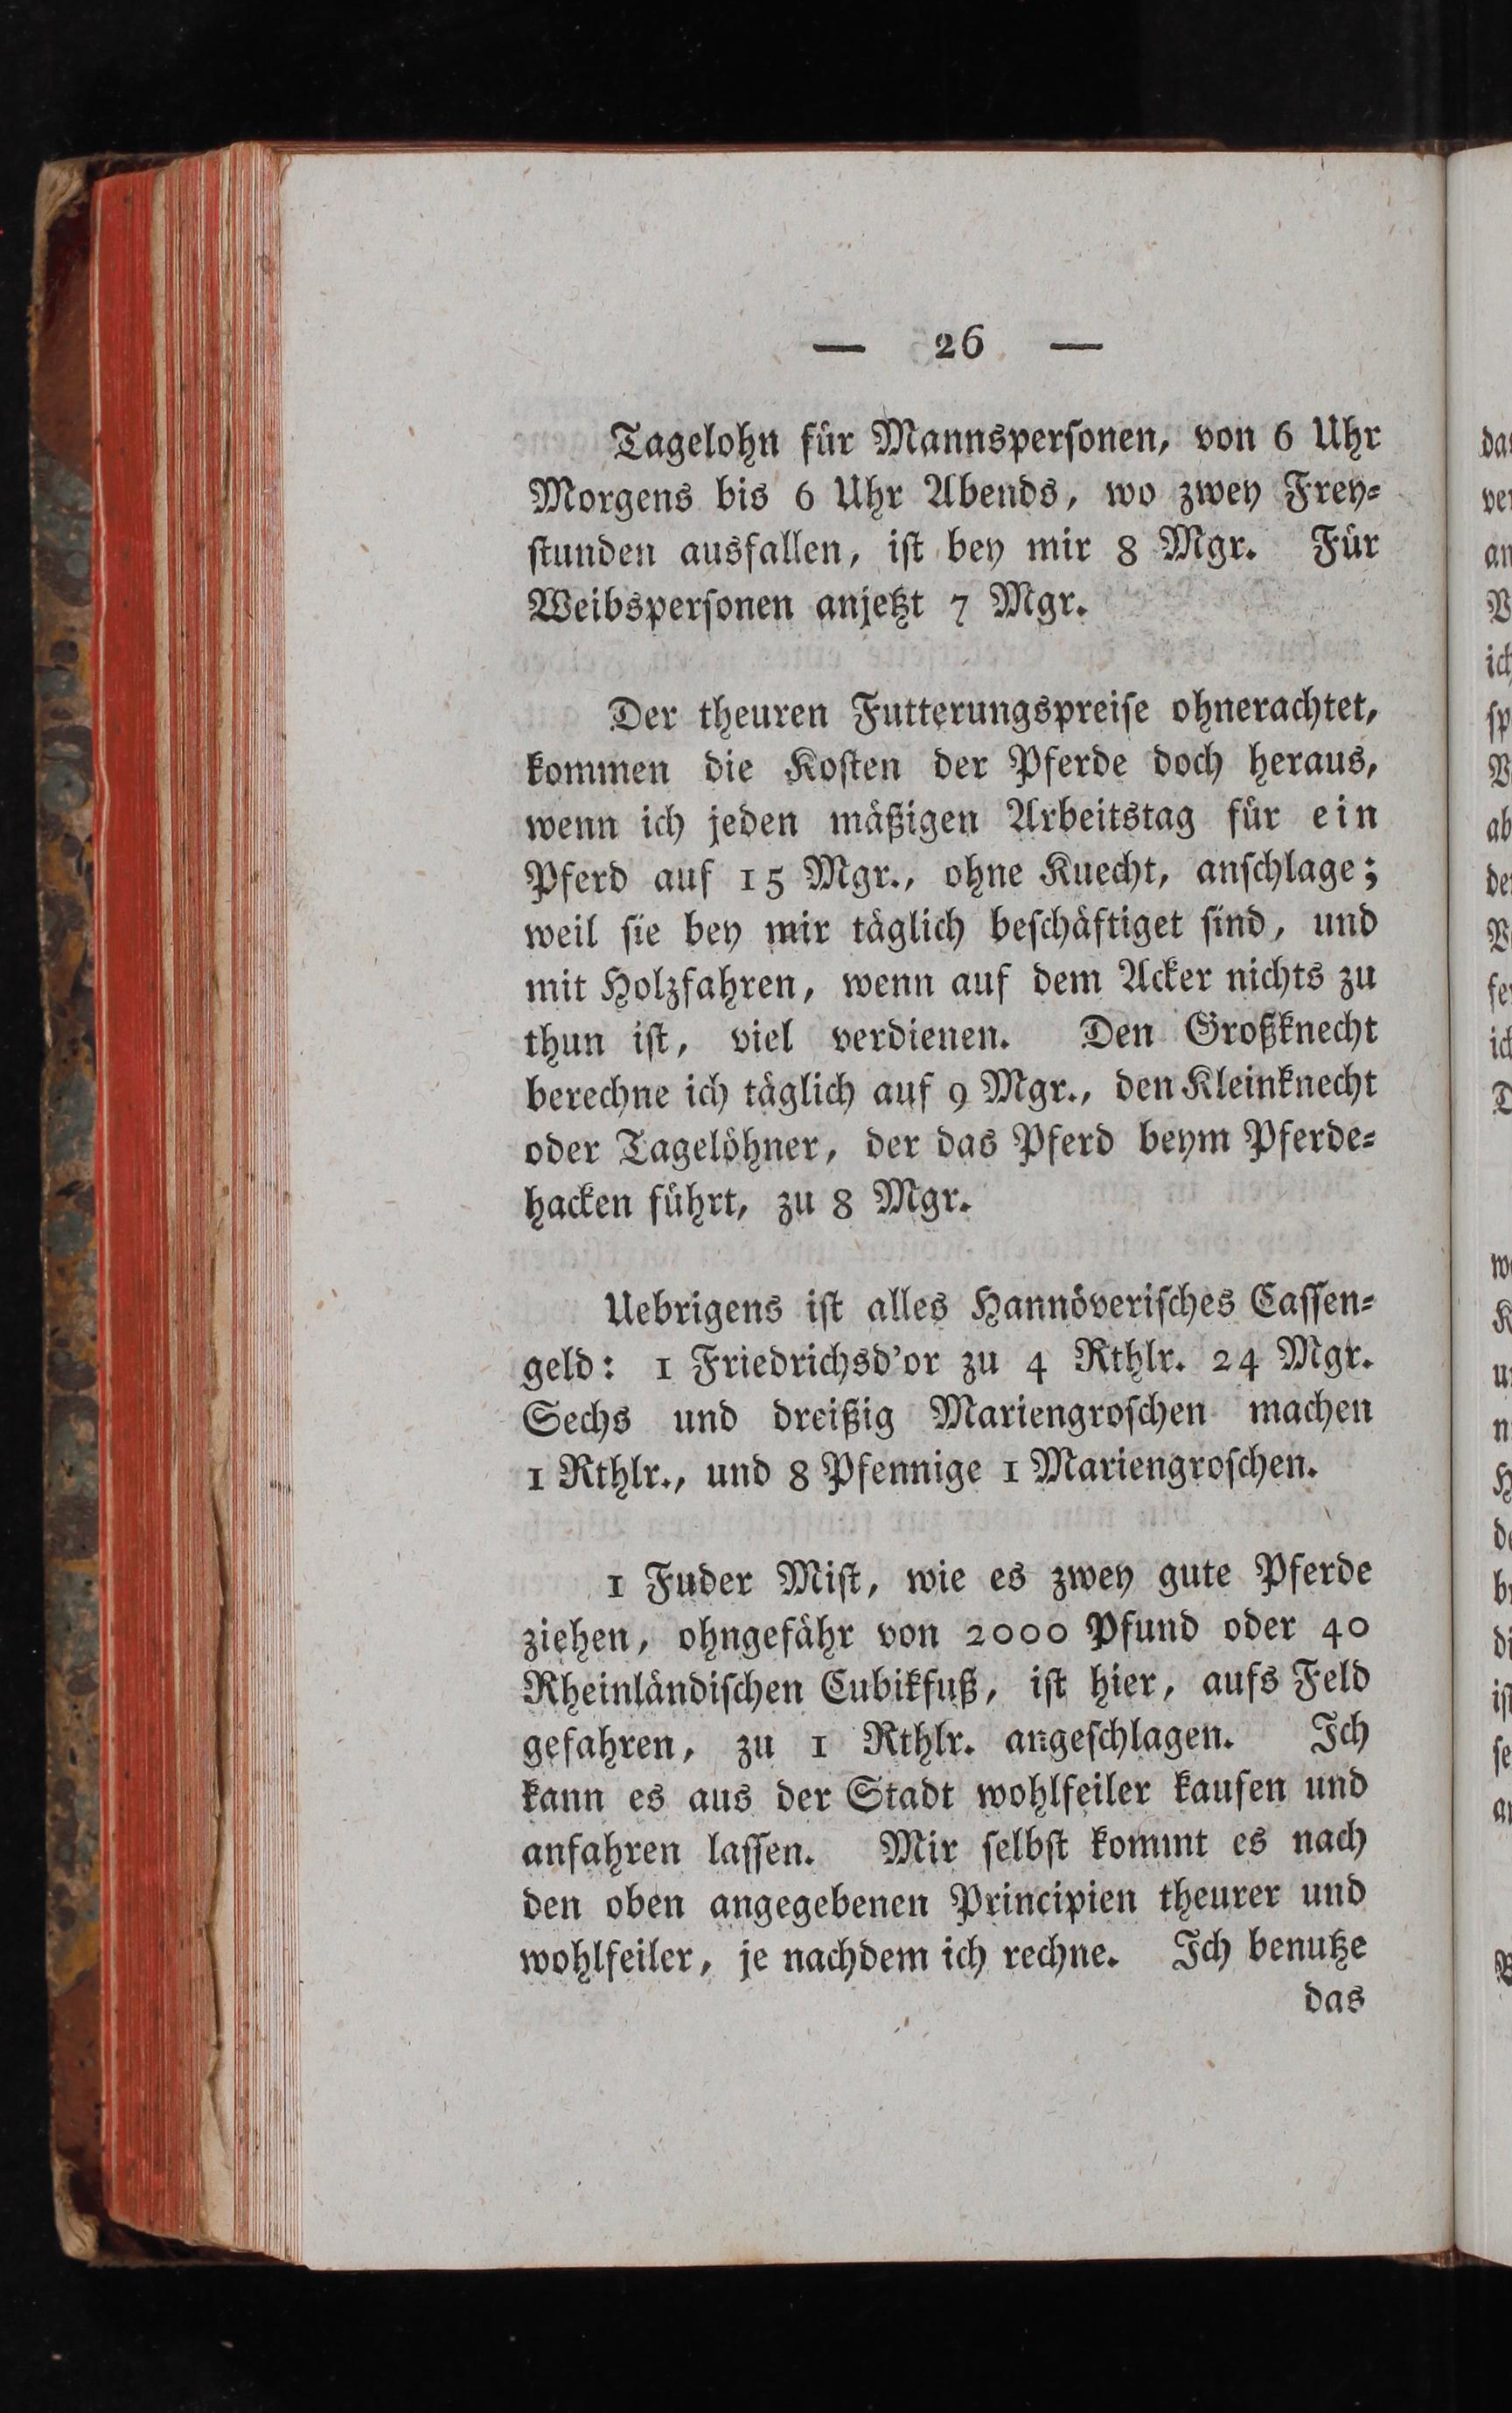 — 26 —
Tagelohn für Mannsperſonen, von 6 Uhr
Morgens bis 6 Uhr Abends, wo zwey Frey⸗
ſtunden ausfallen, iſt bey mir 8 Mgr. Für
Weibsperſonen anjetzt 7 Mgr.
Der theuren Futterungspreiſe ohnerachtet,
kommen die Koſten der Pferde doch heraus,
wenn ich jeden mäßigen Arbeitstag für ein
Pferd auf 15 Mgr., ohne Kuecht, anſchlage;
weil ſie bey mir täglich beſchäftiget ſind, und
mit Holzfahren, wenn auf dem Acker nichts zu
thun iſt, viel verdienen. Den Großknecht
berechne ich täglich auf 9 Mgr., den Kleinknecht
oder Tagelöhner, der das Pferd beym Pferde⸗
hacken führt, zu 8 Mgr.
Uebrigens iſt alles Hannöveriſches Caſſen⸗
geld: 1 Friedrichsd'or zu 4 Rthlr. 24 Mgr.
Sechs und dreißig Mariengroſchen machen
1 Rthlr., und 8 Pfennige 1 Mariengroſchen.
1 Fuder Miſt, wie es zwey gute Pferde
ziehen, ohngefähr von 2000 Pfund oder 40
Rheinländiſchen Cubikfuß, iſt hier, aufs Feld
gefahren, zu 1 Rthlr. angeſchlagen. Ich
kann es aus der Stadt wohlfeiler kaufen und
anfahren laſſen. Mir ſelbſt kommt es nach
den oben angegebenen Principien theurer und
wohlfeiler, je nachdem ich rechne. Ich benutze
das